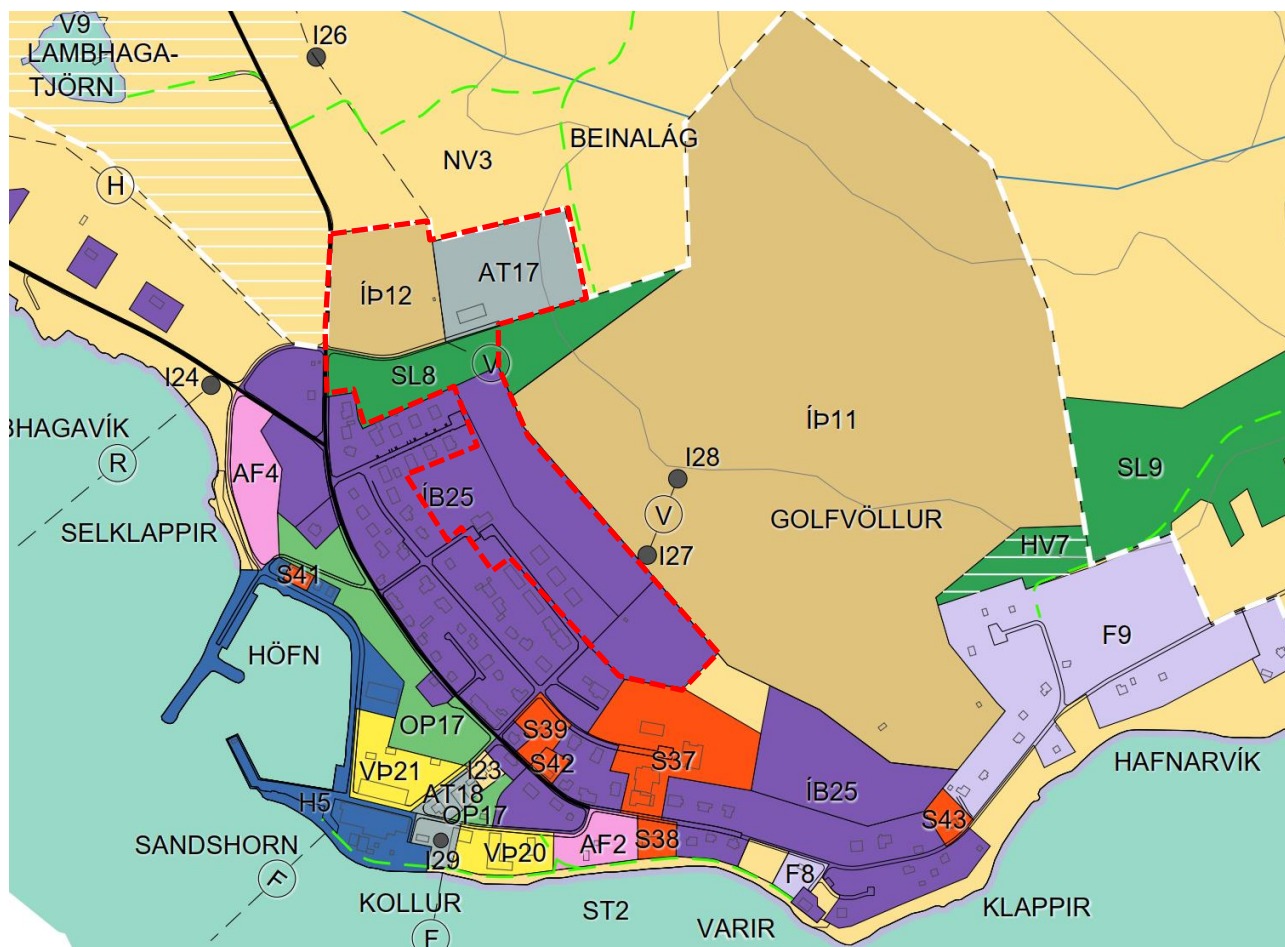 V9
LAMBHAGA-
TJÖRN
I26
BEINALÁG
NV3
H
AT17
ÍÞ12
SL8
V
ÍÞ11
I24
BHAGAVÍK
R
AF4
SELKLAPPIR
ÍB25
I28
V
I27
GOLFVÖLLUR
SL9
HV7
S41
HÖFN
F9
OP17
S39
S42
S37
VÞ21
I23
AT18
OP17
H5
I29
ÍB25
HAFNARVÍK
S43
SANDSHORN
F
VÞ20
AF2
S38
F8
KOLLUR
F
ST2
VARIR
KLAPPIR